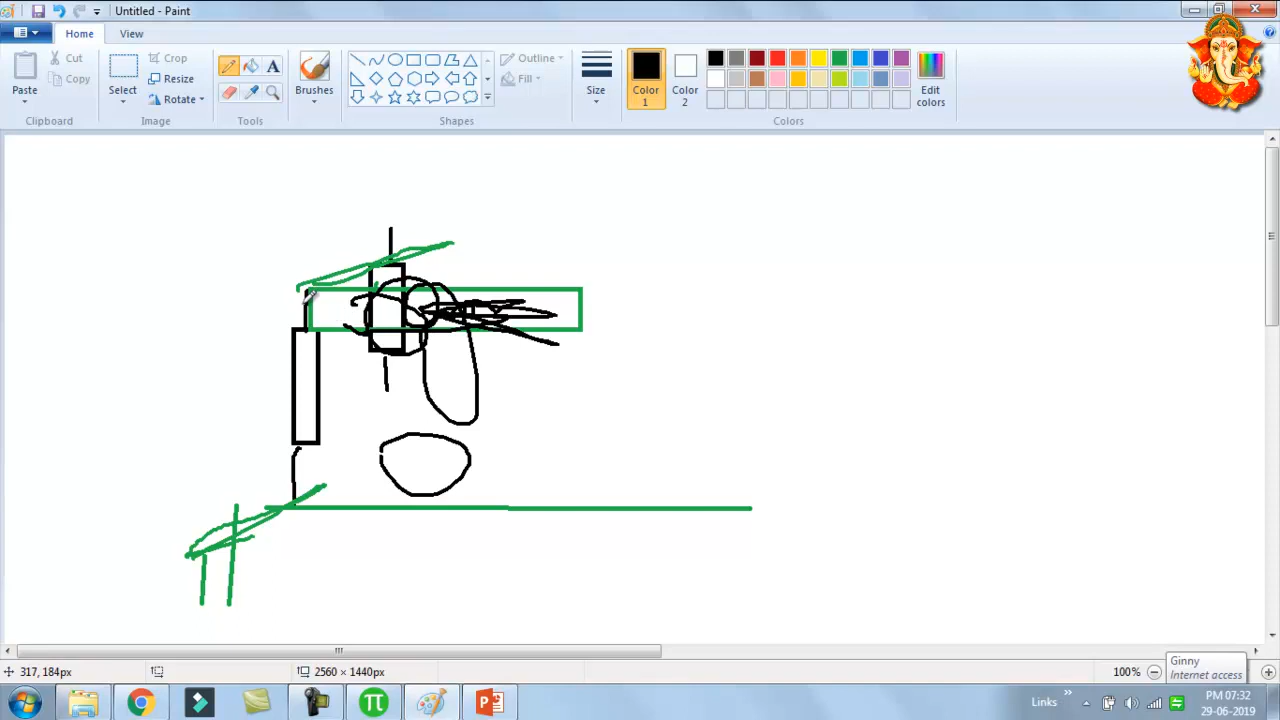 Untitled - Paint
Home View
Paste
Cut
Copy
Clipboard
Select
Crop
Resize
Rotate
Image
A
Tools
Brushes
Outline
Fill
Shapes
Size
Color 1
Color 2
Edit colors
Colors
317, 184px
2560 × 1440px
100%
Ginny
Internet access
Links
PM 07:32
29-06-2019